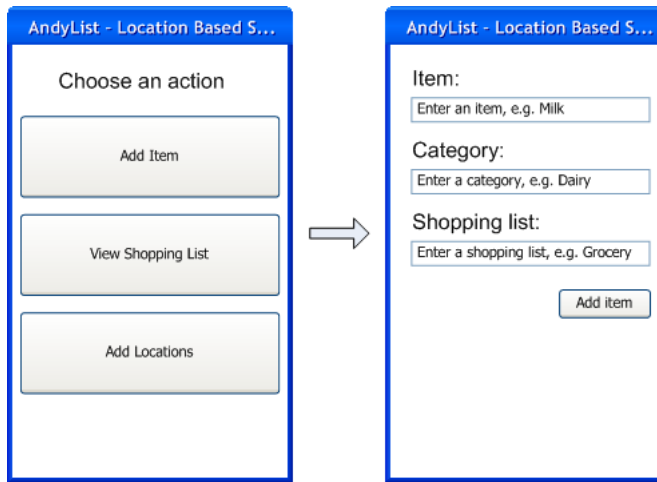 AndyList - Location Based S...
Choose an action
Add Item
View Shopping List
Add Locations
AndyList - Location Based S...
Item:
Enter an item, e.g. Milk
Category:
Enter a category, e.g. Dairy
Shopping list:
Enter a shopping list, e.g. Grocery
Add item